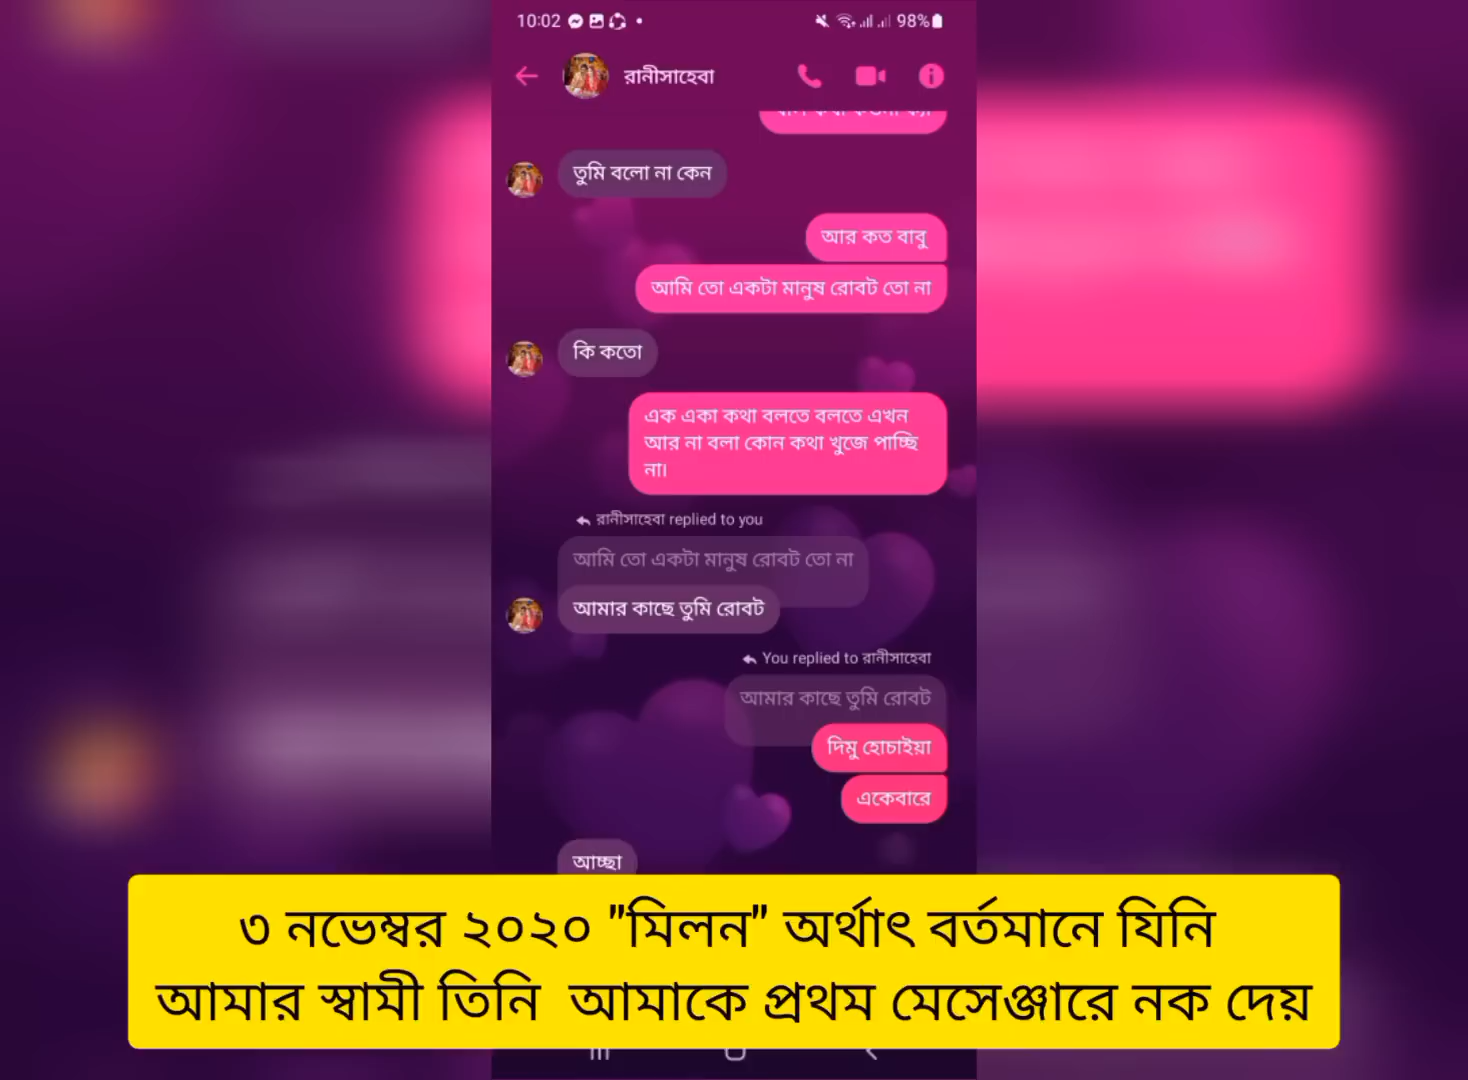 10:02
98%
রানীসাহেবা
তুমি বলো না কেন
আর কত বাবু
আমি তো একটা মানুষ রোবট তো না
কি কতো
এক একা কথা বলতে বলতে এখন
আর না বলা কোন কথা খুজে পাচ্ছি
না।
রানীসাহেবা replied to you
আমি তো একটা মানুষ রোবট তো না
আমার কাছে তুমি রোবট
You replied to রানীসাহেবা
আমার কাছে তুমি রোবট
দিমু হোচাইয়া
একেবারে
আচ্ছা
৩ নভেম্বর ২০২০ "মিলন" অর্থাৎ বর্তমানে যিনি
আমার স্বামী তিনি আমাকে প্রথম মেসেঞ্জারে নক দেয়